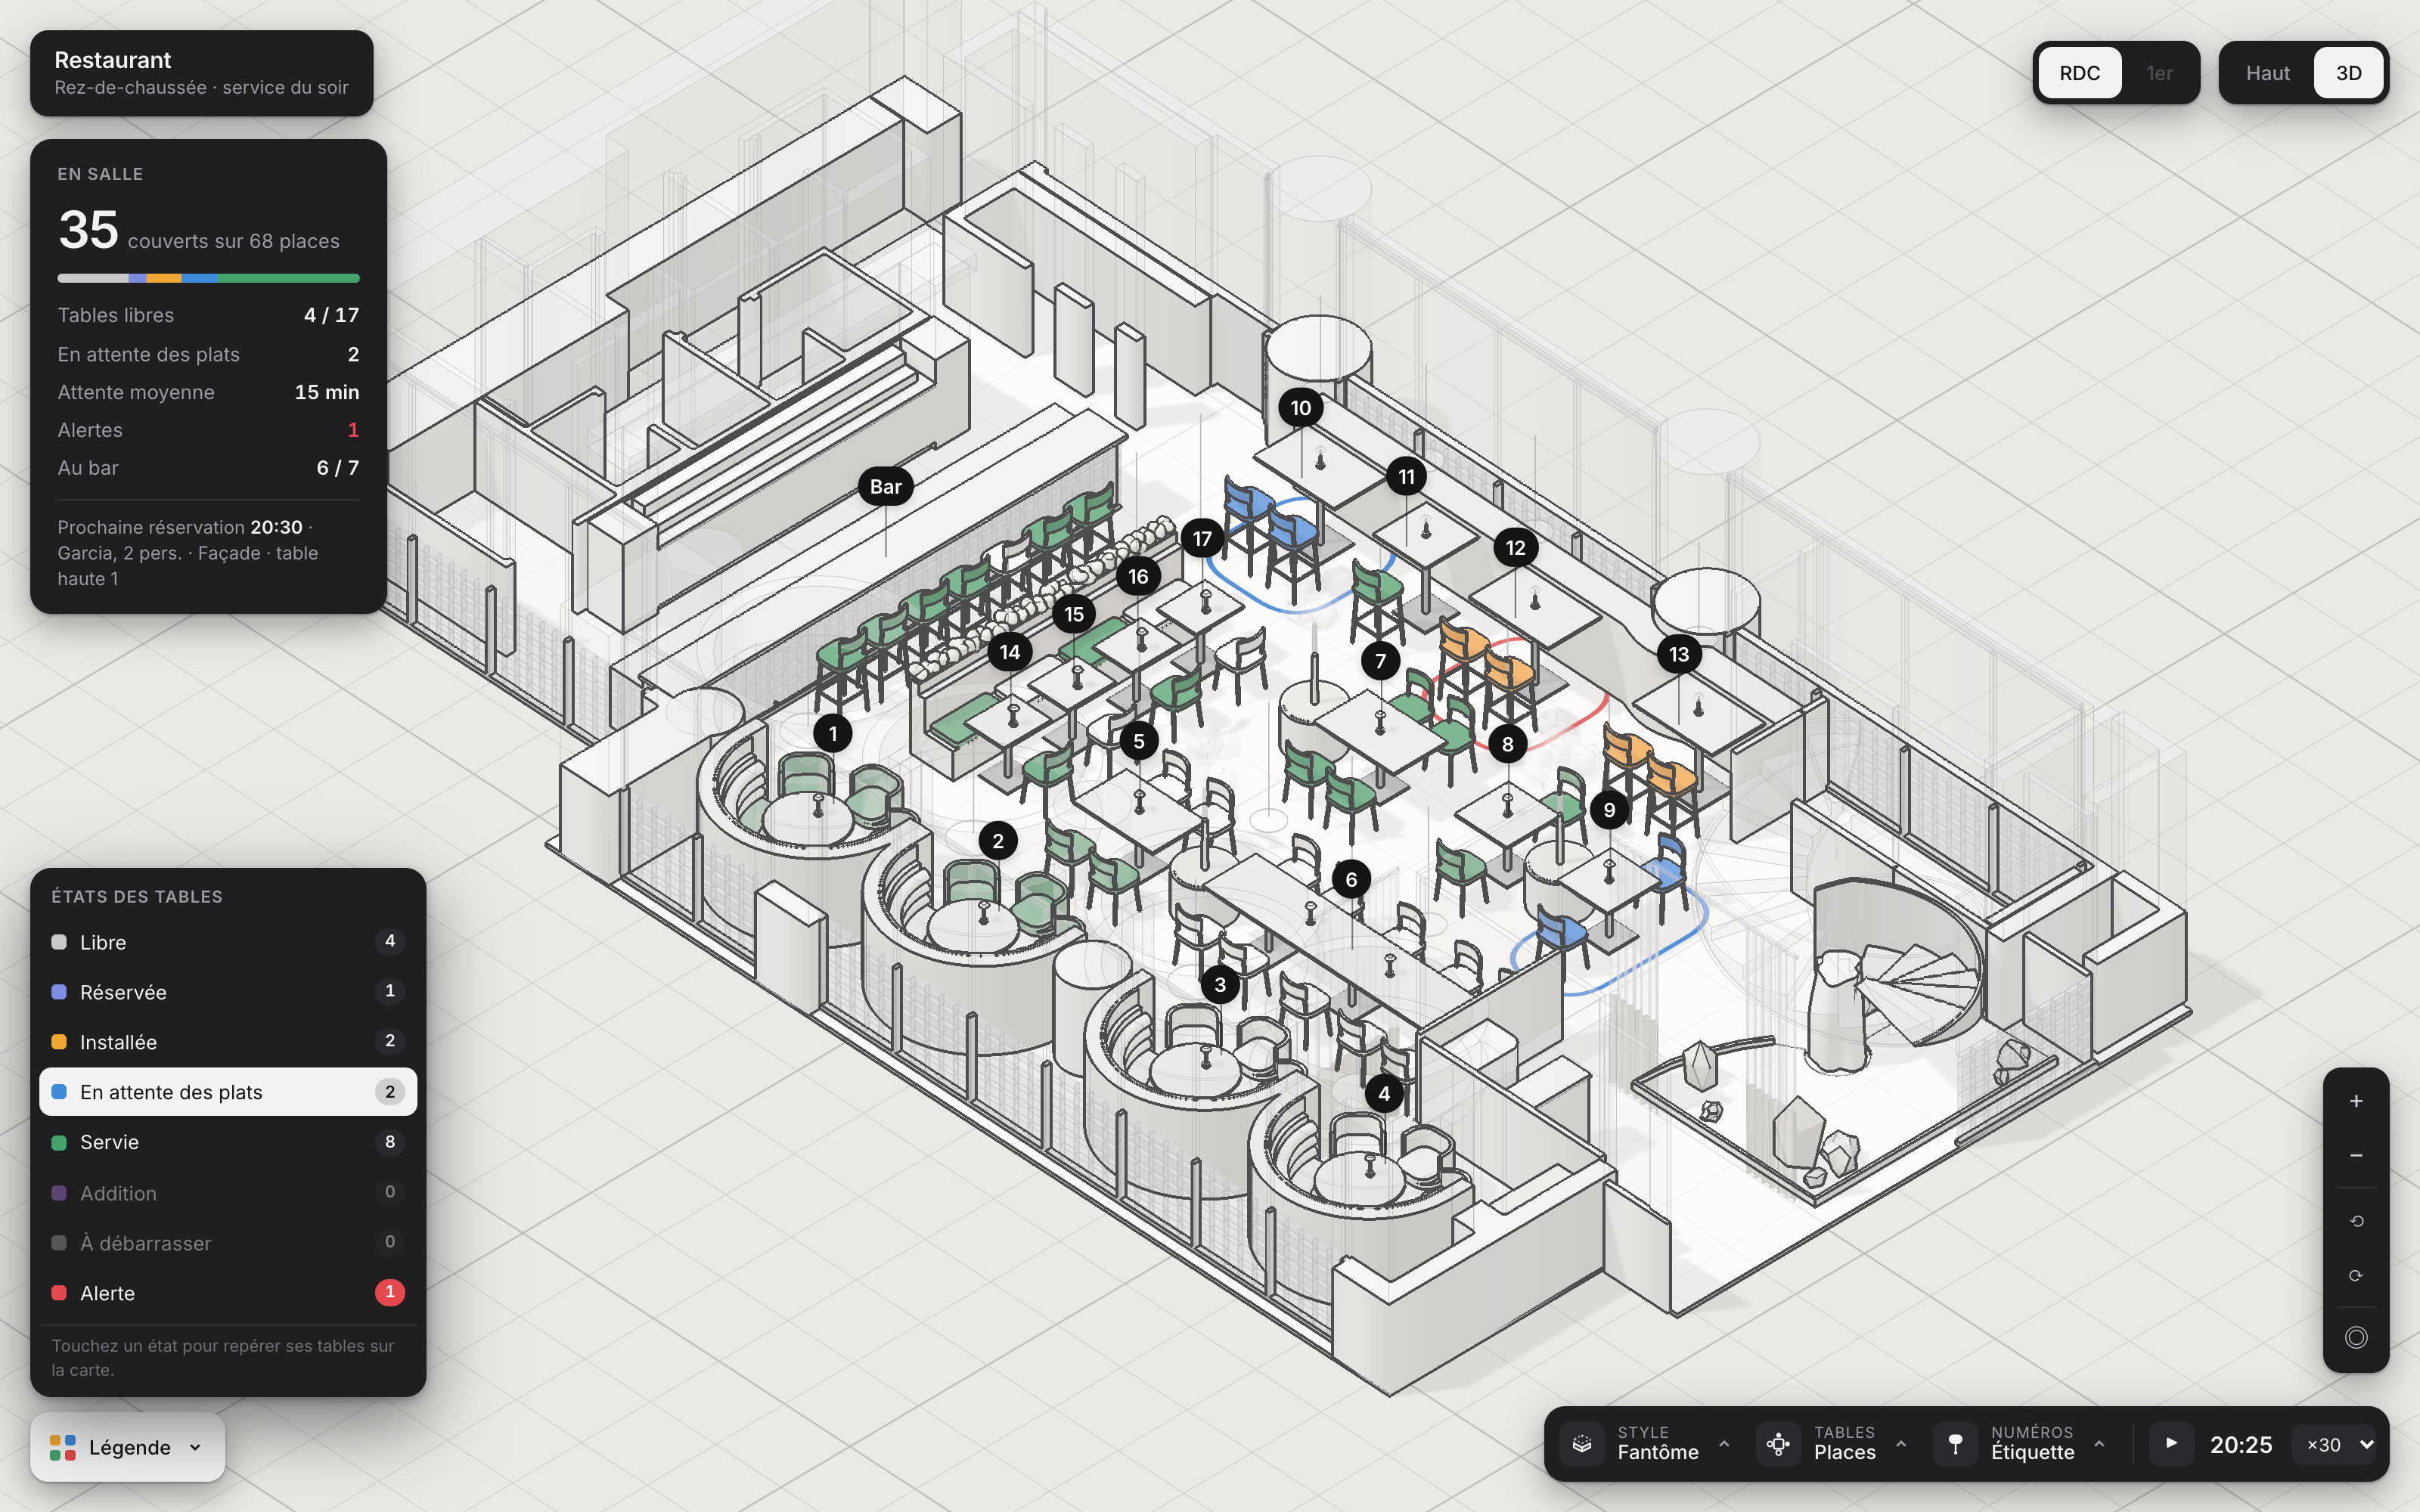 Restaurant
Rez-de-chaussée · service du soir
RDC
1er
Haut
3D
EN SALLE
35 couverts sur 68 places
Tables libres 4 / 17
En attente des plats 2
Attente moyenne 15 min
Alertes 1
Au bar 6 / 7
Prochaine réservation 20:30 ·
Garcia, 2 pers. · Façade · table
haute 1
10
11
Bar
17
12
16
15
14
13
7
1
5
8
9
2
6
3
4
ÉTATS DES TABLES
Libre 4
Réservée 1
Installée 2
En attente des plats 2
Servie 8
Addition 0
À débarrasser 0
Alerte 1
Touchez un état pour repérer ses tables sur
la carte.
Légende
+
−
STYLE
Fantôme
TABLES
Places
NUMÉROS
Étiquette
20:25
×30